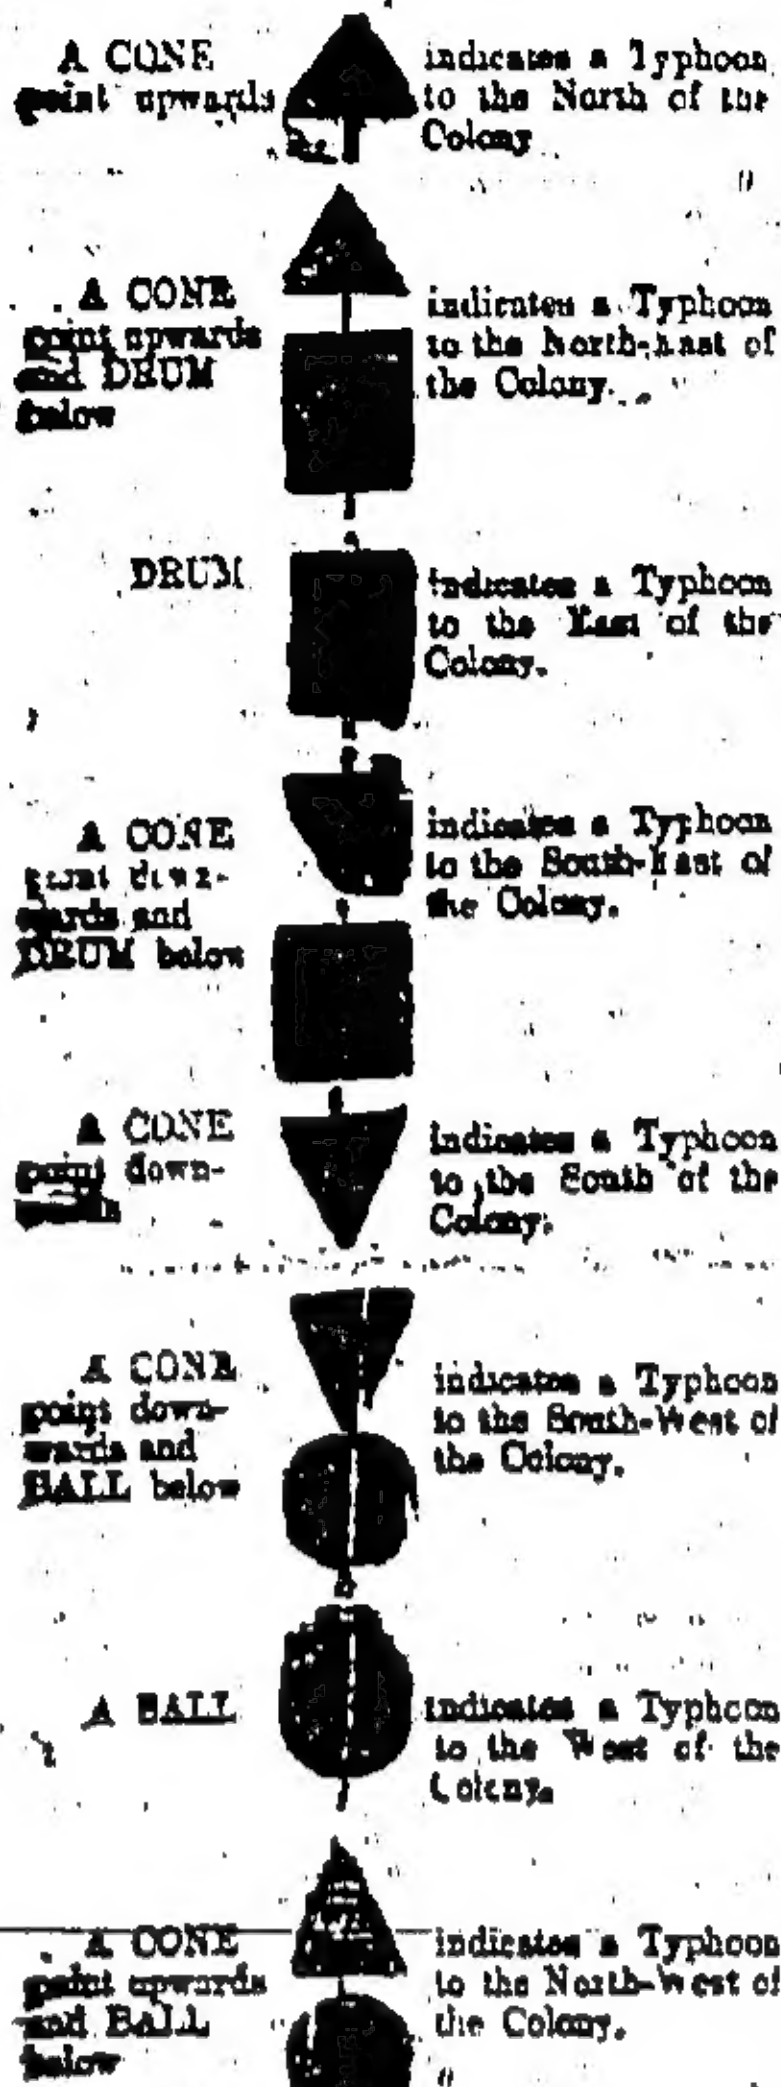 A CONE
point upwards
indicates a Typhoon
to the North of the
Colony
A CONE
point upwards
and DRUM
below
indicates a Typhoon
to the North-East of
the Colony.
DRUM
indicates a Typhoon
to the East of the
Colony.
A CONE
point down-
wards and
DRUM below
indicates a Typhoon
to the South-East of
the Colony.
A CONE
point down-
wards
indicates a Typhoon
to the South of the
Colony.
A CONE
point down-
wards and
BALL below
indicates a Typhoon
to the South-West of
the Colony.
A BALL
indicates a Typhoon
to the West of the
Colony.
A CONE
point upwards
and BALL
below
indicates a Typhoon
to the North-West of
the Colony.